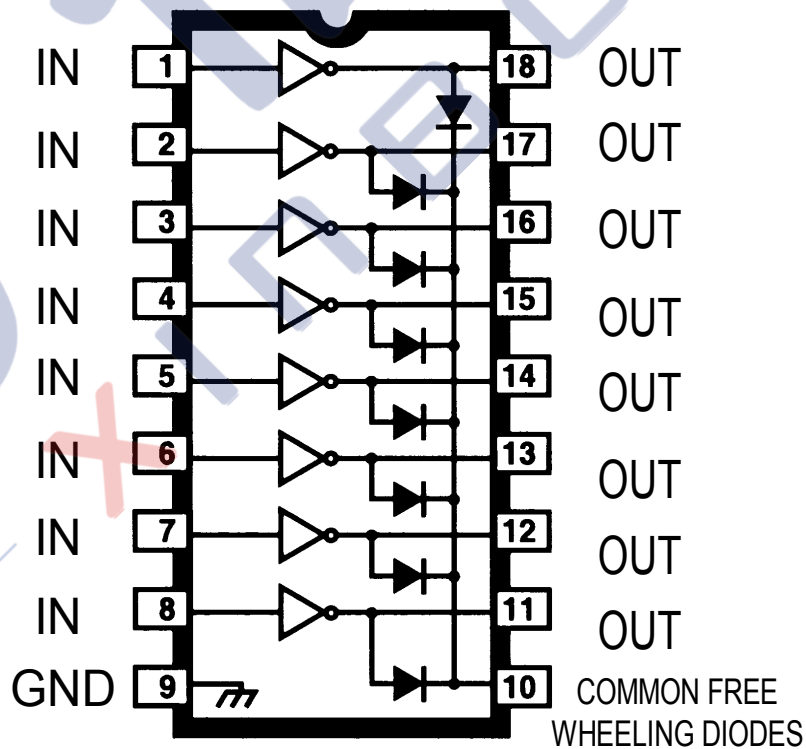 IN 1 18 OUT
IN 2 17 OUT
IN 3 16 OUT
IN 4 15 OUT
IN 5 14 OUT
IN 6 13 OUT
IN 7 12 OUT
IN 8 11 OUT
GND 9 10 COMMON FREE
WHEELING DIODES